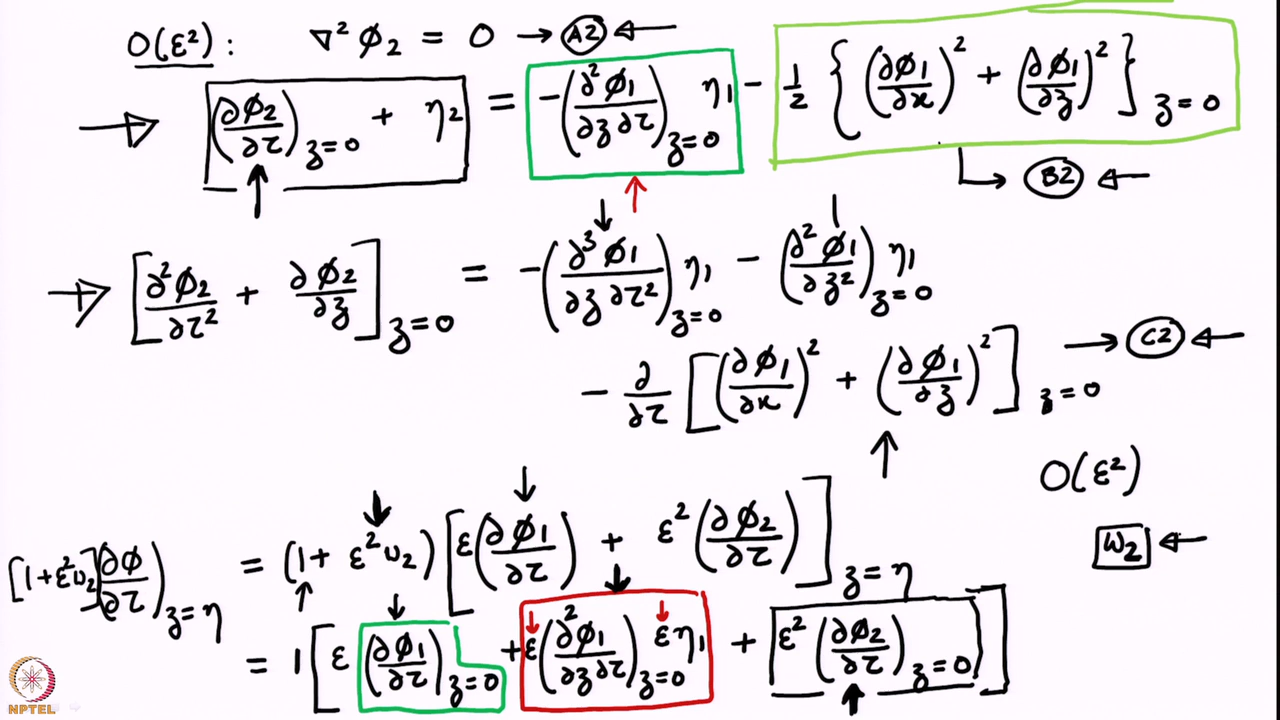 O(ε²): ∇²φ₂ = 0 → (A2) ←
→ (∂φ₂/∂τ)_{z=0} + η₂ = -(∂²φ₁/∂z∂τ)_{z=0} η₁ - 1/2 {(∂φ₁/∂x)² + (∂φ₁/∂z)²}_{z=0}
→ (B2) ←
→ [∂²φ₂/∂τ² + ∂φ₂/∂z]_{z=0} = -(∂³φ₁/∂z∂τ²)_{z=0} η₁ - (∂²φ₁/∂z²)_{z=0} η₁
- ∂/∂τ [(∂φ₁/∂x)² + (∂φ₁/∂z)²]_{z=0} → (C2) ←
O(ε²)
[1+ε²ω₂](∂φ/∂τ)_{z=η} = (1 + ε²ω₂)[ε(∂φ₁/∂τ) + ε²(∂φ₂/∂τ)]_{z=η}
ω₂ ←
= 1[ε(∂φ₁/∂τ)_{z=0} + ε(∂²φ₁/∂z∂τ)_{z=0} εη₁ + ε²(∂φ₂/∂τ)_{z=0}]
NPTEL